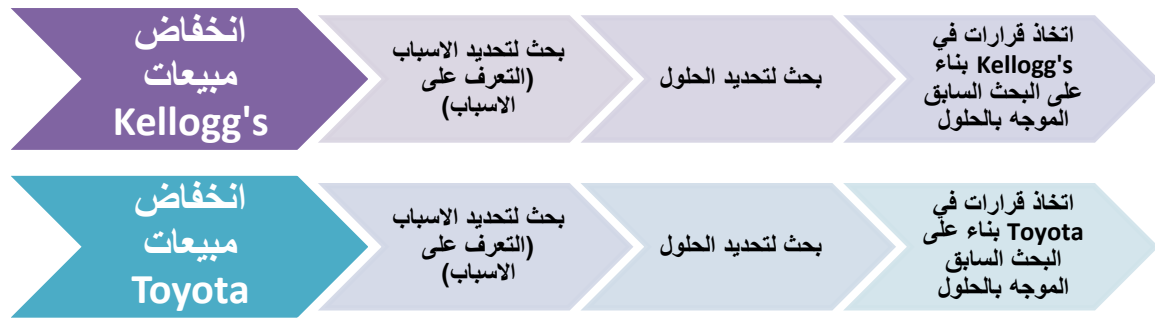 انخفاض
مبيعات
Kellogg's
بحث لتحديد الاسباب
(التعرف على
الاسباب)
بحث لتحديد الحلول
اتخاذ قرارات في
Kellogg's بناء
على البحث السابق
الموجه بالحلول
انخفاض
مبيعات
Toyota
بحث لتحديد الاسباب
(التعرف على
الاسباب)
بحث لتحديد الحلول
اتخاذ قرارات في
Toyota بناء على
البحث السابق
الموجه بالحلول